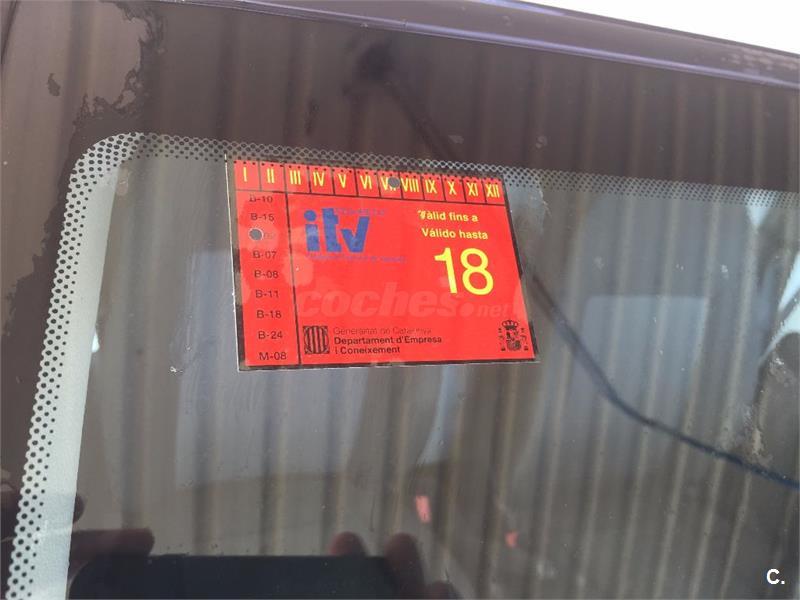 I II III IV V VI VIII IX X XI XII
B-10
B-15
B-07
B-08
B-11
B-18
B-24
M-08
itv
Vàlid fins a
Válido hasta
18
coches.net
Generalitat de Catalunya
Departament d'Empresa
i Coneixement
C.